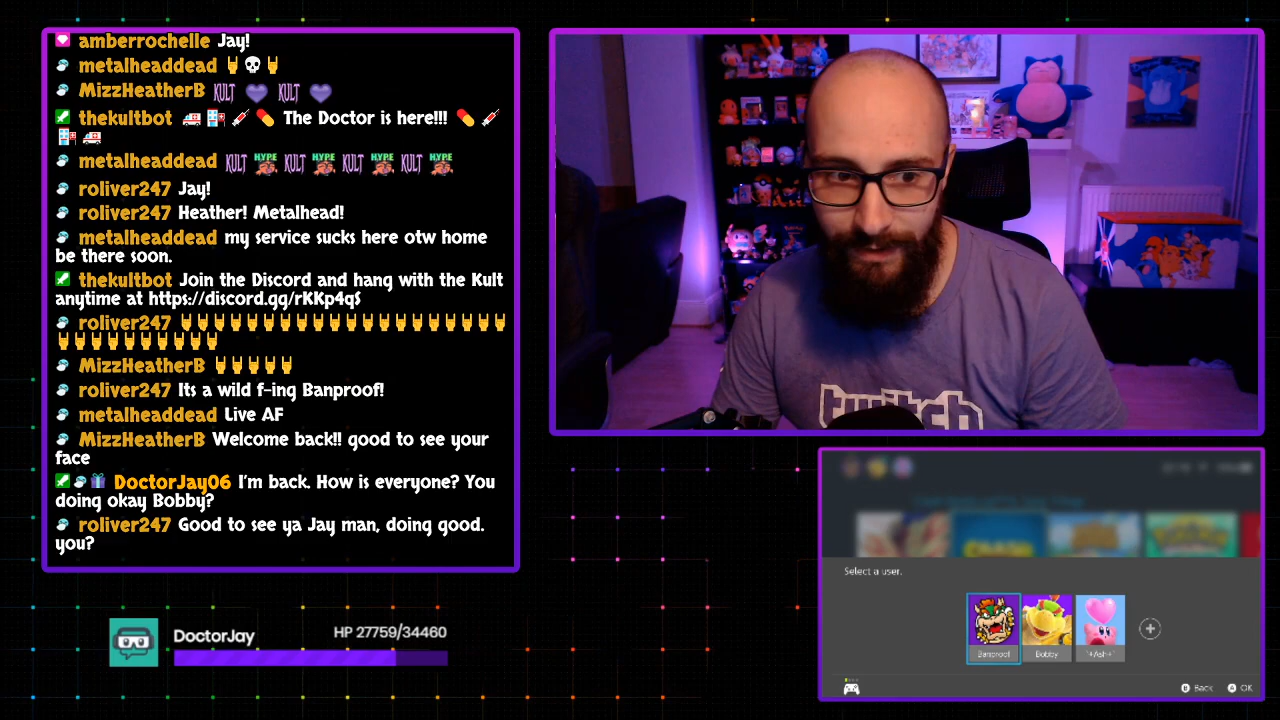 amberrochelle Jay!
metalheaddead 🤘💀🤘
MizzHeatherB KULT 💜 KULT 💜
thekultbot 🚑🏥💉💊 The Doctor is here!!! 💊💉
🏥🚑
metalheaddead KULT HYPE KULT HYPE KULT HYPE KULT HYPE
roliver247 Jay!
roliver247 Heather! Metalhead!
metalheaddead my service sucks here otw home
be there soon.
thekultbot Join the Discord and hang with the Kult
anytime at https://discord.gg/rKKp4qS
roliver247 🤘🤘🤘🤘🤘🤘🤘🤘🤘🤘🤘🤘🤘🤘🤘🤘🤘🤘🤘🤘
🤘🤘🤘🤘🤘🤘🤘🤘🤘🤘
MizzHeatherB 🤘🤘🤘🤘🤘
roliver247 Its a wild f-ing Banproof!
metalheaddead Live AF
MizzHeatherB Welcome back!! good to see your
face
DoctorJay06 I'm back. How is everyone? You
doing okay Bobby?
roliver247 Good to see ya Jay man, doing good.
you?
DoctorJay HP 27759/34460
twitch
Select a user.
Banproof Bobby
Back OK